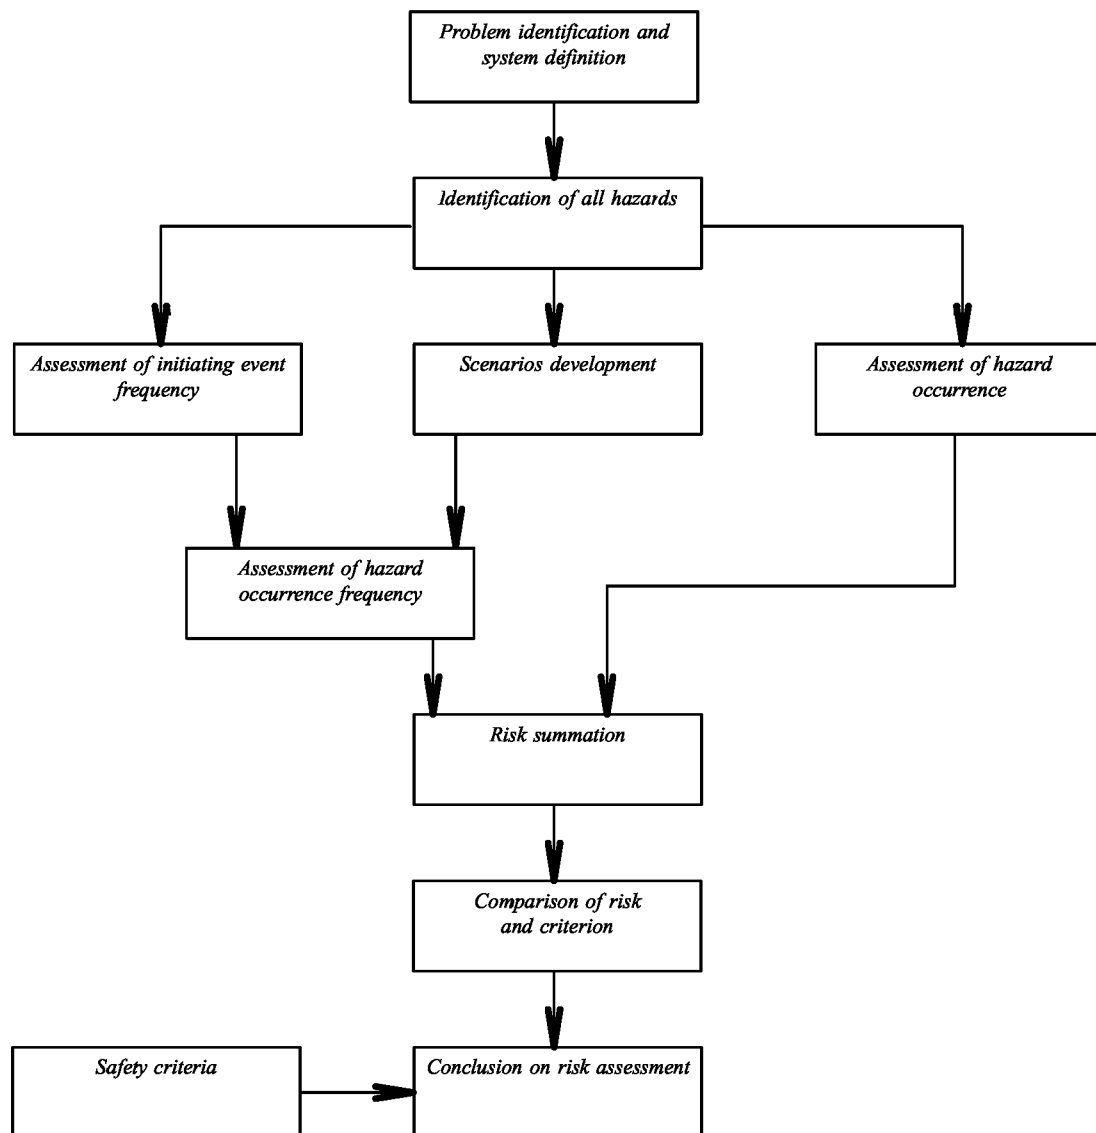 Problem identification and
system definition
Identification of all hazards
Assessment of initiating event
frequency
Scenarios development
Assessment of hazard
occurrence
Assessment of hazard
occurrence frequency
Risk summation
Comparison of risk
and criterion
Safety criteria
Conclusion on risk assessment